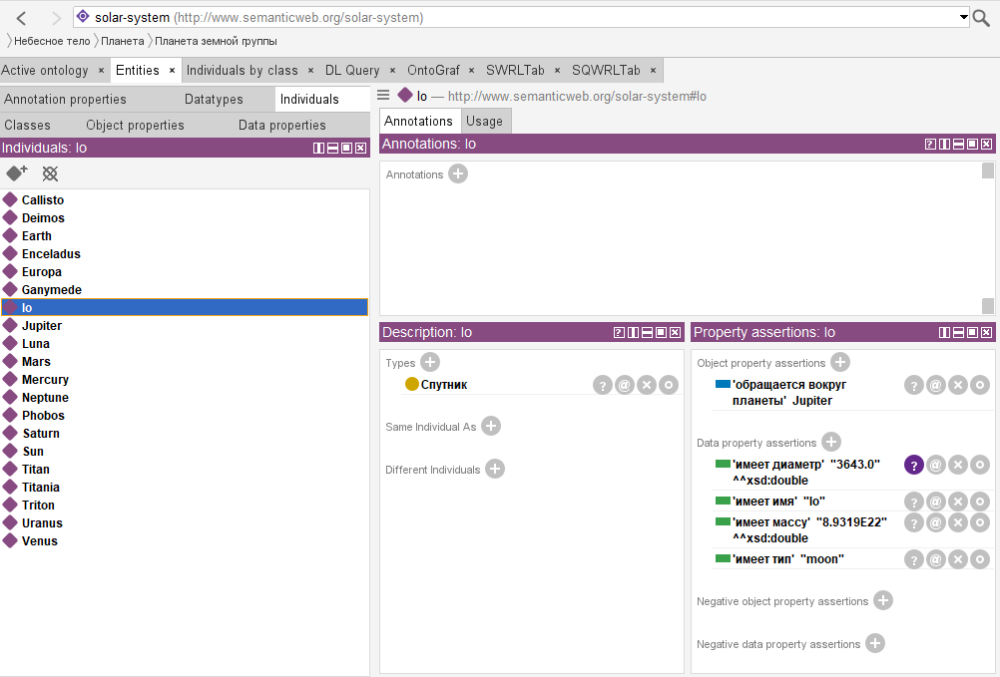 solar-system (http://www.semanticweb.org/solar-system)
Небесное тело Планета Планета земной группы
Active ontology × Entities × Individuals by class × DL Query × OntoGraf × SWRLTab × SQWRLTab ×
Annotation properties Datatypes Individuals
Classes Object properties Data properties
Individuals: Io
Callisto
Deimos
Earth
Enceladus
Europa
Ganymede
Io
Jupiter
Luna
Mars
Mercury
Neptune
Phobos
Saturn
Sun
Titan
Titania
Triton
Uranus
Venus
Io — http://www.semanticweb.org/solar-system#Io
Annotations Usage
Annotations: Io
Annotations
Description: Io
Types
Спутник
Same Individual As
Different Individuals
Property assertions: Io
Object property assertions
'обращается вокруг
планеты' Jupiter
Data property assertions
'имеет диаметр' "3643.0"
^^xsd:double
'имеет имя' "Io"
'имеет массу' "8.9319E22"
^^xsd:double
'имеет тип' "moon"
Negative object property assertions
Negative data property assertions